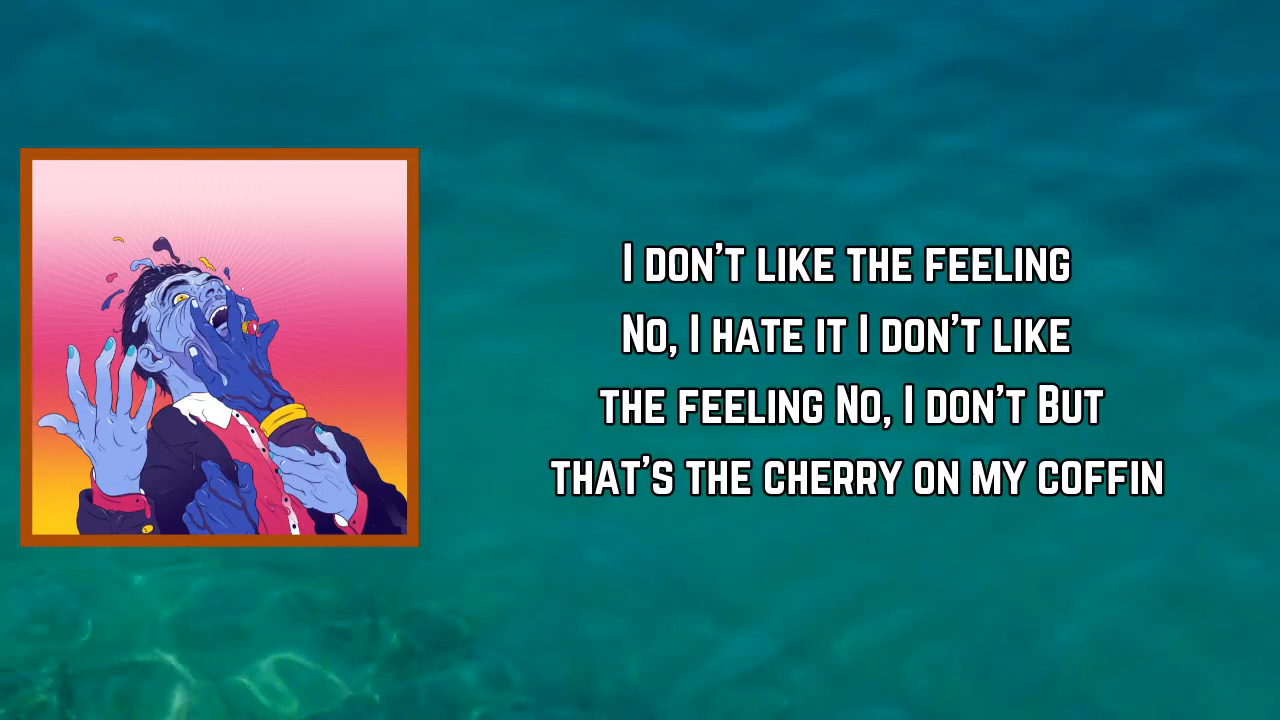 I don't like the feeling
No, I hate it I don't like
the feeling No, I don't But
that's the cherry on my coffin